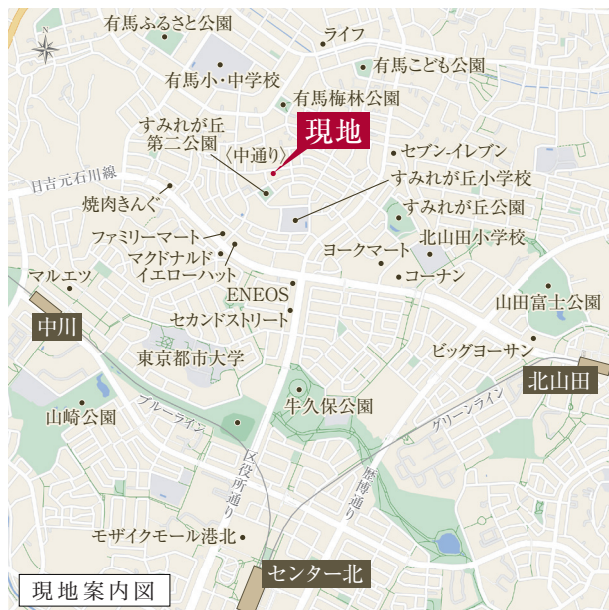 有馬ふるさと公園
ライフ
N
有馬小・中学校
有馬こども公園
有馬梅林公園
すみれが丘
第二公園
〈中通り〉
現地
セブン-イレブン
日吉元石川線
焼肉きんぐ
すみれが丘小学校
すみれが丘公園
ファミリーマート
マクドナルド
イエローハット
ヨークマート
北山田小学校
コーナン
マルエツ
ENEOS
セカンドストリート
山田富士公園
中川
東京都市大学
ビッグヨーサン
北山田
山崎公園
ブルーライン
牛久保公園
グリーンライン
区役所通り
歴博通り
モザイクモール港北
センター北
現地案内図